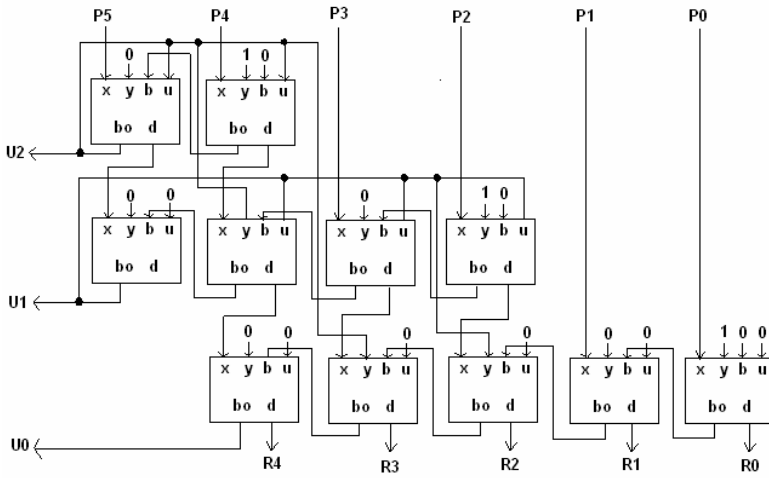 P5 P4 P3 P2 P1 P0
0 1 0
x y b u x y b u
bo d bo d
U2
0 0 0 1 0
x y b u x y b u x y b u x y b u
bo d bo d bo d bo d
U1
0 0 0 0 0 0 1 0 0
x y b u x y b u x y b u x y b u x y b u
bo d bo d bo d bo d bo d
U0
R4 R3 R2 R1 R0